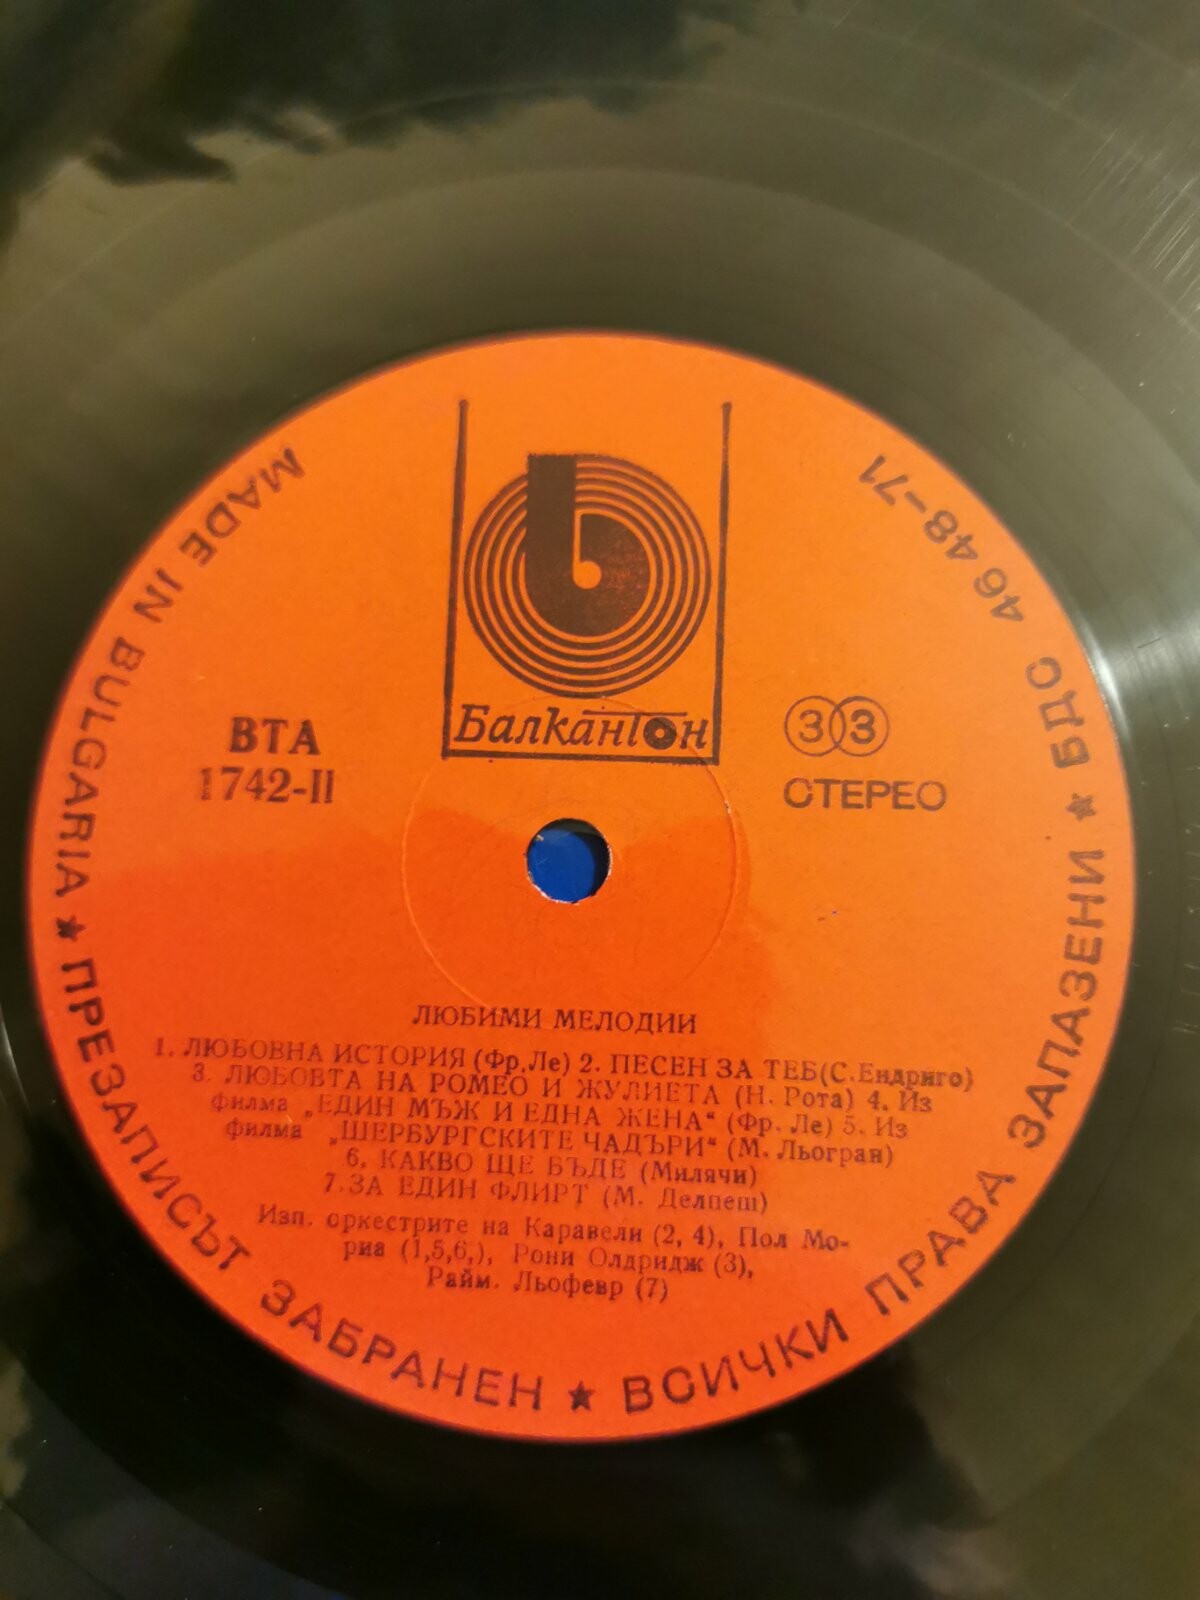 MADE IN BULGARIA ★ ПРЕЗАПИСЪТ ЗАБРАНЕН ★ ВСИЧКИ ПРАВА ЗАПАЗЕНИ ★ БДС 4648-71
Балкантон
ВТА
1742-II
33
СТЕРЕО
ЛЮБИМИ МЕЛОДИИ
1. ЛЮБОВНА ИСТОРИЯ (Фр.Ле) 2. ПЕСЕН ЗА ТЕБ(С.Ендриго)
3. ЛЮБОВТА НА РОМЕО И ЖУЛИЕТА (Н. Рота) 4. Из
филма „ЕДИН МЪЖ И ЕДНА ЖЕНА“ (Фр. Ле) 5. Из
филма „ШЕРБУРГСКИТЕ ЧАДЪРИ“ (М. Льогран)
6. КАКВО ЩЕ БЪДЕ (Милячи)
7.ЗА ЕДИН ФЛИРТ (М. Делпеш)
Изп. оркестрите на Каравели (2, 4), Пол Мо-
риа (1,5,6,), Рони Олдридж (3),
Райм. Льофевр (7)